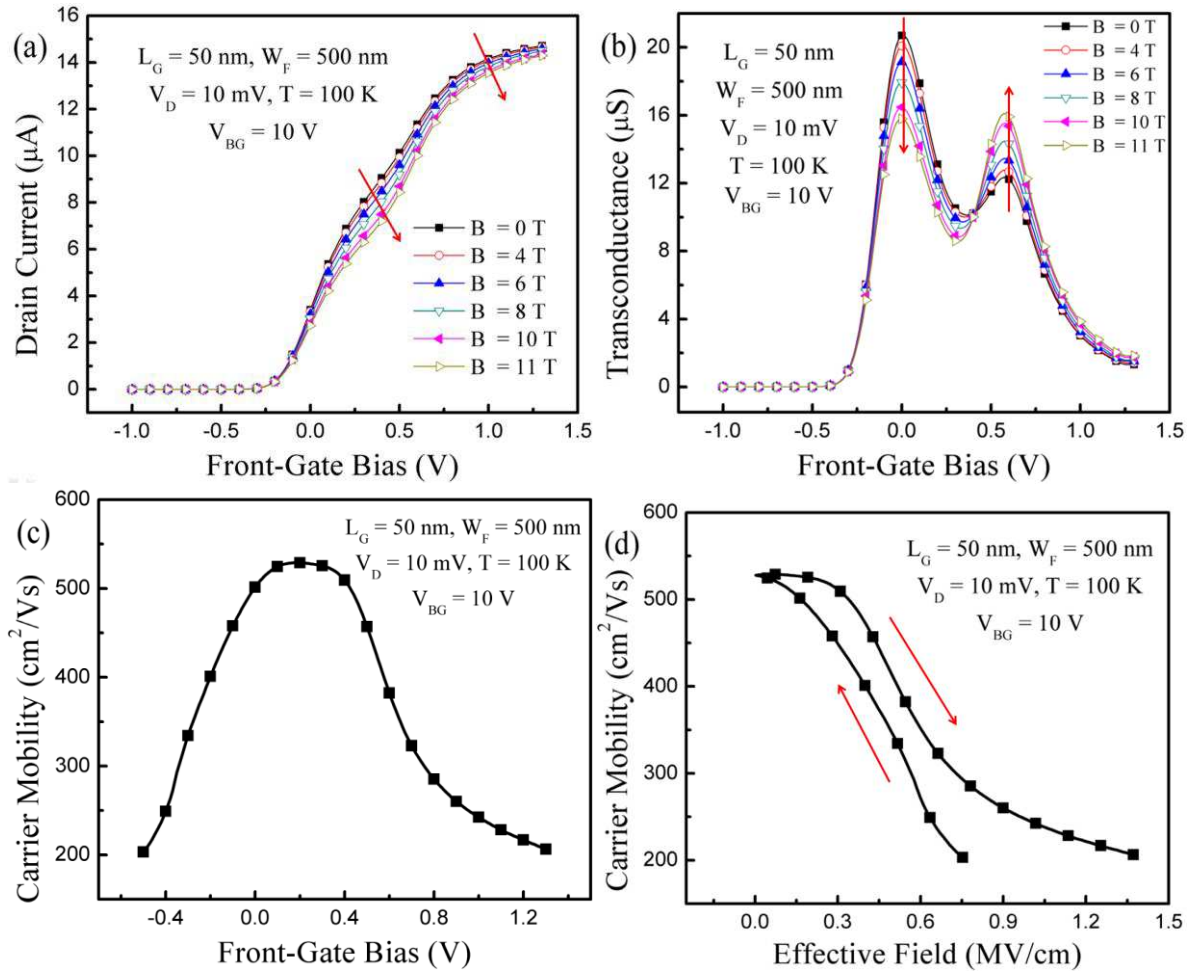 (a)
L_G = 50 nm, W_F = 500 nm
V_D = 10 mV, T = 100 K
V_BG = 10 V
B = 0 T
B = 4 T
B = 6 T
B = 8 T
B = 10 T
B = 11 T
Drain Current (μA)
16
14
12
10
8
6
4
2
0
-1.0
-0.5
0.0
0.5
1.0
1.5
Front-Gate Bias (V)
(b)
L_G = 50 nm
W_F = 500 nm
V_D = 10 mV
T = 100 K
V_BG = 10 V
B = 0 T
B = 4 T
B = 6 T
B = 8 T
B = 10 T
B = 11 T
Transconductance (μS)
20
16
12
8
4
0
-1.0
-0.5
0.0
0.5
1.0
1.5
Front-Gate Bias (V)
(c)
L_G = 50 nm, W_F = 500 nm
V_D = 10 mV, T = 100 K
V_BG = 10 V
Carrier Mobility (cm²/Vs)
600
500
400
300
200
-0.4
0.0
0.4
0.8
1.2
Front-Gate Bias (V)
(d)
L_G = 50 nm, W_F = 500 nm
V_D = 10 mV, T = 100 K
V_BG = 10 V
Carrier Mobility (cm²/Vs)
600
500
400
300
200
0.0
0.3
0.6
0.9
1.2
1.5
Effective Field (MV/cm)